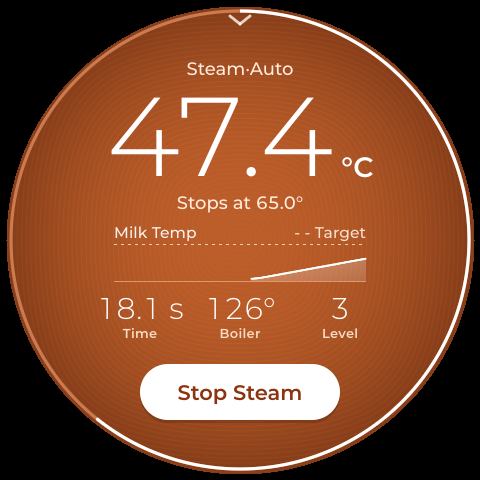 Steam·Auto
47.4 °C
Stops at 65.0°
Milk Temp - - Target
18.1 s 126° 3
Time Boiler Level
Stop Steam